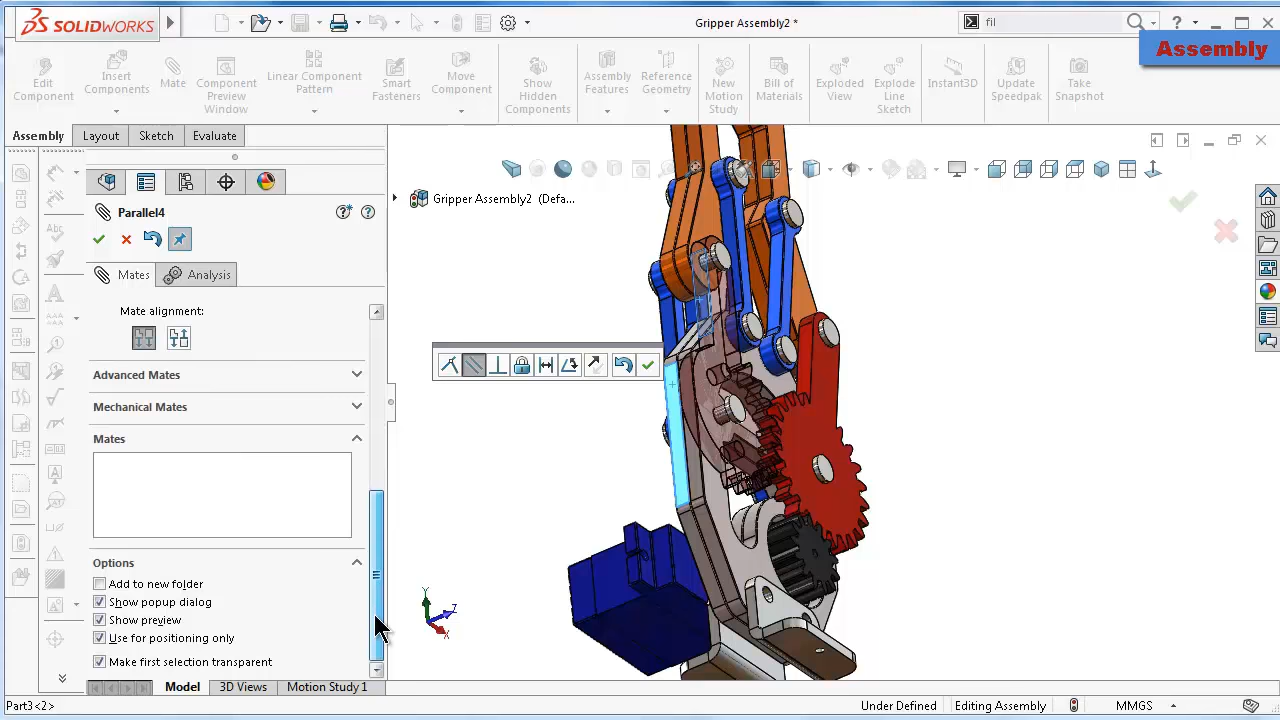 SOLIDWORKS
Gripper Assembly2 *
fil
Assembly
Edit Component
Insert Components
Mate
Component Preview Window
Linear Component Pattern
Smart Fasteners
Move Component
Show Hidden Components
Assembly Features
Reference Geometry
New Motion Study
Bill of Materials
Exploded View
Explode Line Sketch
Instant3D
Update Speedpak
Take Snapshot
Assembly
Layout
Sketch
Evaluate
Gripper Assembly2 (Defa...
Parallel4
Mates
Analysis
Mate alignment:
Advanced Mates
Mechanical Mates
Mates
Options
Add to new folder
Show popup dialog
Show preview
Use for positioning only
Make first selection transparent
Y
Z
X
Model
3D Views
Motion Study 1
Part3<2>
Under Defined
Editing Assembly
MMGS